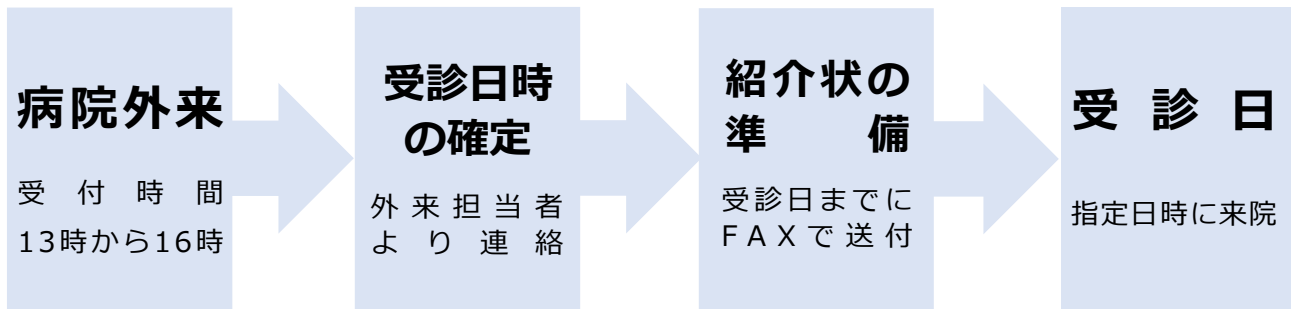 病院外来
受付時間
13時から16時
受診日時
の確定
外来担当者
より連絡
紹介状の
準備
受診日までに
FAXで送付
受診日
指定日時に来院